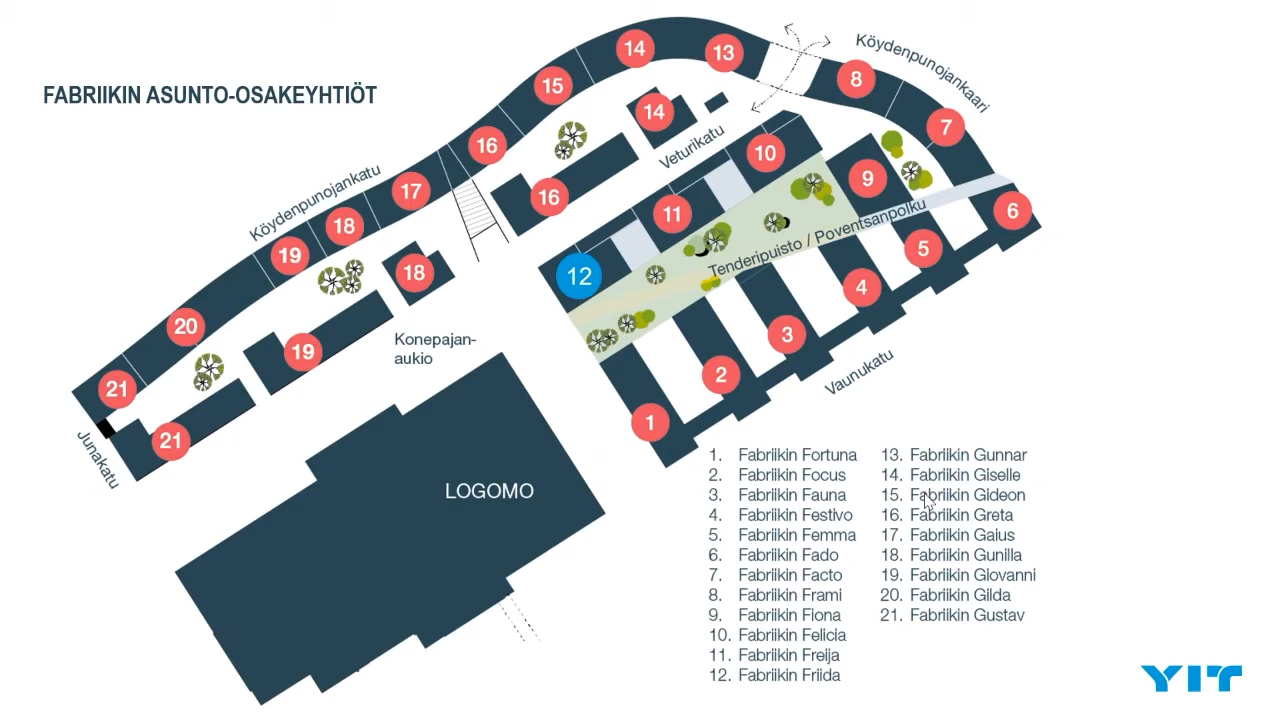 FABRIIKIN ASUNTO-OSAKEYHTIÖT
Köydenpunojankaari
Köydenpunojankatu
Veturikatu
Tenderipuisto / Poventsanpolku
Konepajan-
aukio
Vaunukatu
Junakatu
LOGOMO
14
13
8
15
14
7
16
10
17
16
9
18
11
6
19
18
12
5
20
4
19
3
21
2
21
1
1. Fabriikin Fortuna
2. Fabriikin Focus
3. Fabriikin Fauna
4. Fabriikin Festivo
5. Fabriikin Femma
6. Fabriikin Fado
7. Fabriikin Facto
8. Fabriikin Frami
9. Fabriikin Fiona
10. Fabriikin Felicia
11. Fabriikin Freija
12. Fabriikin Friida
13. Fabriikin Gunnar
14. Fabriikin Giselle
15. Fabriikin Gideon
16. Fabriikin Greta
17. Fabriikin Gaius
18. Fabriikin Gunilla
19. Fabriikin Giovanni
20. Fabriikin Gilda
21. Fabriikin Gustav
YIT